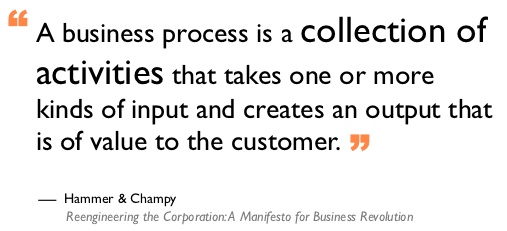 “ A business process is a collection of
activities that takes one or more
kinds of input and creates an output that
is of value to the customer. ”
— Hammer & Champy
Reengineering the Corporation: A Manifesto for Business Revolution